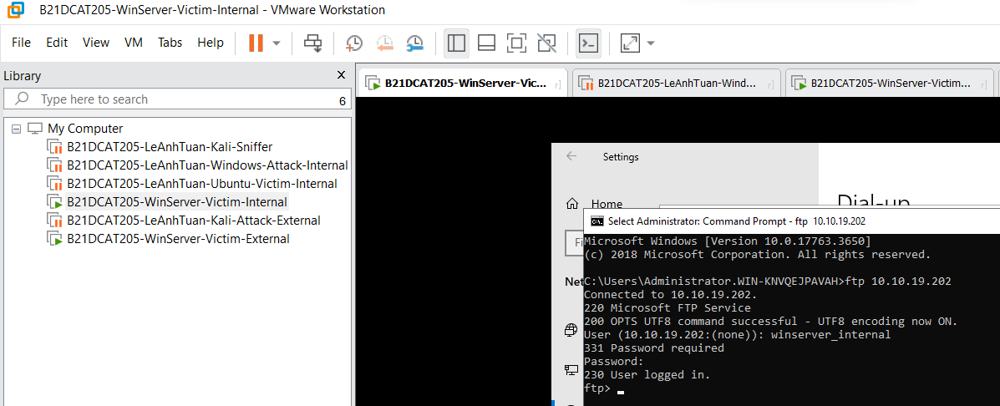 B21DCAT205-WinServer-Victim-Internal - VMware Workstation
File Edit View VM Tabs Help
Library
Type here to search
6
My Computer
B21DCAT205-LeAnhTuan-Kali-Sniffer
B21DCAT205-LeAnhTuan-Windows-Attack-Internal
B21DCAT205-LeAnhTuan-Ubuntu-Victim-Internal
B21DCAT205-WinServer-Victim-Internal
B21DCAT205-LeAnhTuan-Kali-Attack-External
B21DCAT205-WinServer-Victim-External
B21DCAT205-WinServer-Vic... B21DCAT205-LeAnhTuan-Wind... B21DCAT205-WinServer-Victim...
Settings
Home
Dial-up
Fi
Net
Select Administrator: Command Prompt - ftp 10.10.19.202
Microsoft Windows [Version 10.0.17763.3650]
(c) 2018 Microsoft Corporation. All rights reserved.
C:\Users\Administrator.WIN-KNVQEJPAVAH>ftp 10.10.19.202
Connected to 10.10.19.202.
220 Microsoft FTP Service
200 OPTS UTF8 command successful - UTF8 encoding now ON.
User (10.10.19.202:(none)): winserver_internal
331 Password required
Password:
230 User logged in.
ftp>